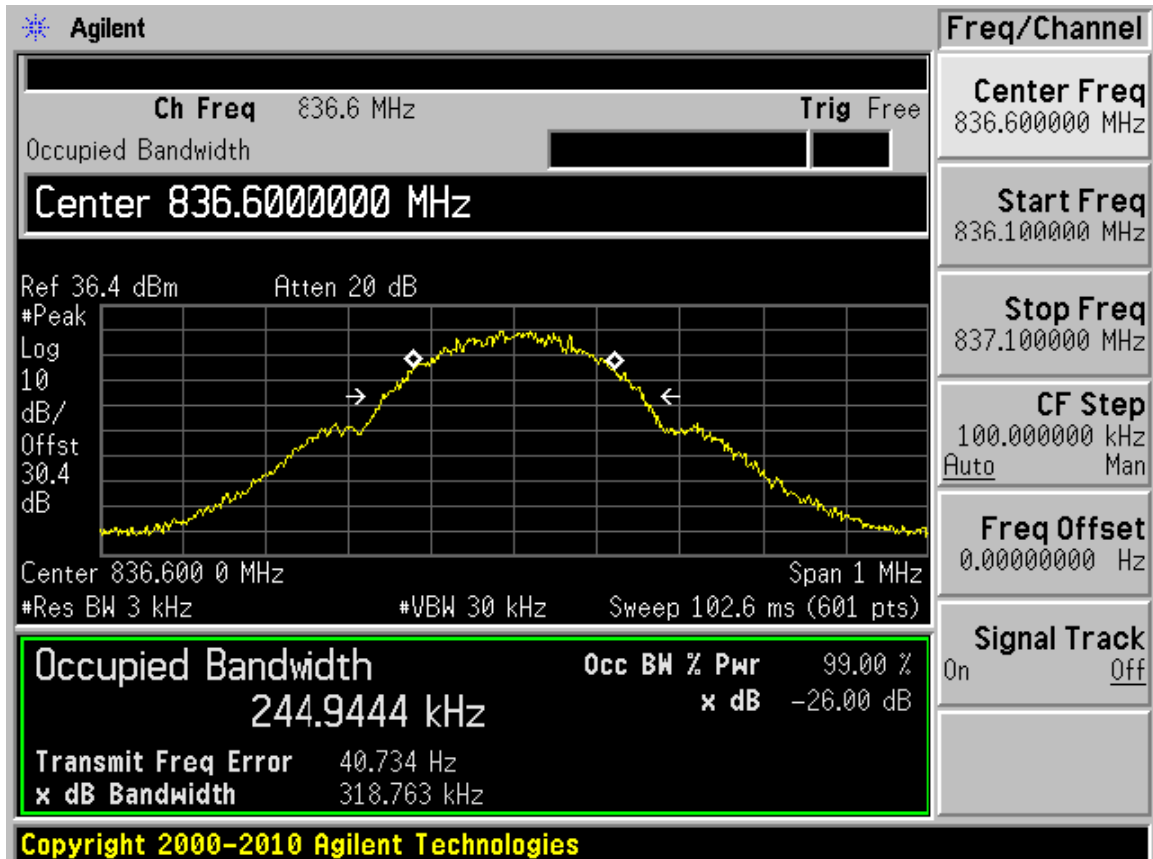 Agilent
Freq/Channel
Ch Freq 836.6 MHz Trig Free
Occupied Bandwidth
Center 836.6000000 MHz
Ref 36.4 dBm Atten 20 dB
#Peak
Log
10
dB/
Offst
30.4
dB
Center 836.600 0 MHz Span 1 MHz
#Res BW 3 kHz #VBW 30 kHz Sweep 102.6 ms (601 pts)
Occupied Bandwidth Occ BW % Pwr 99.00 %
244.9444 kHz x dB -26.00 dB
Transmit Freq Error 40.734 Hz
x dB Bandwidth 318.763 kHz
Copyright 2000-2010 Agilent Technologies
Center Freq
836.600000 MHz
Start Freq
836.100000 MHz
Stop Freq
837.100000 MHz
CF Step
100.000000 kHz
Auto Man
Freq Offset
0.00000000 Hz
Signal Track
On Off